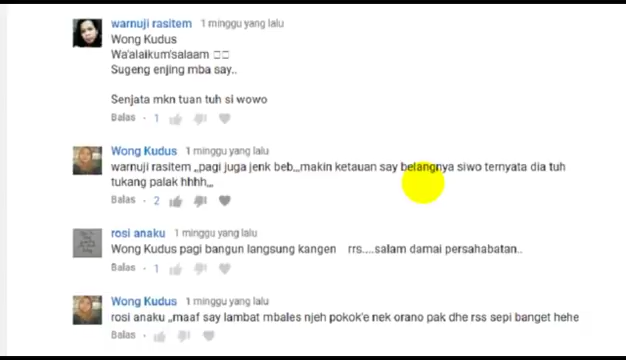 warnuji rasitem 1 minggu yang lalu
Wong Kudus
Wa'alaikum'salaam
Sugeng enjing mba say..
Senjata mkn tuan tuh si wowo
Balas · 1
Wong Kudus 1 minggu yang lalu
warnuji rasitem ,,pagi juga jenk beb,,,makin ketauan say belangnya siwo ternyata dia tuh
tukang palak hhhh,,,
Balas · 2
rosi anaku 1 minggu yang lalu
Wong Kudus pagi bangun langsung kangen rrs....salam damai persahabatan..
Balas · 1
Wong Kudus 1 minggu yang lalu
rosi anaku ,,maaf say lambat mbales njeh pokok'e nek orano pak dhe rss sepi banget hehe
Balas ·